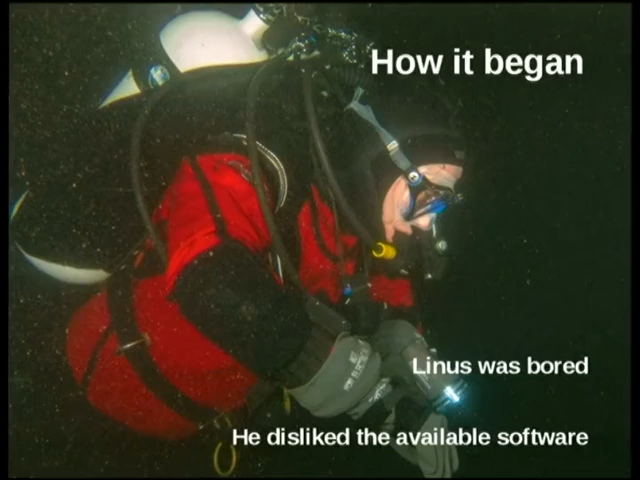 How it began
Linus was bored
He disliked the available software